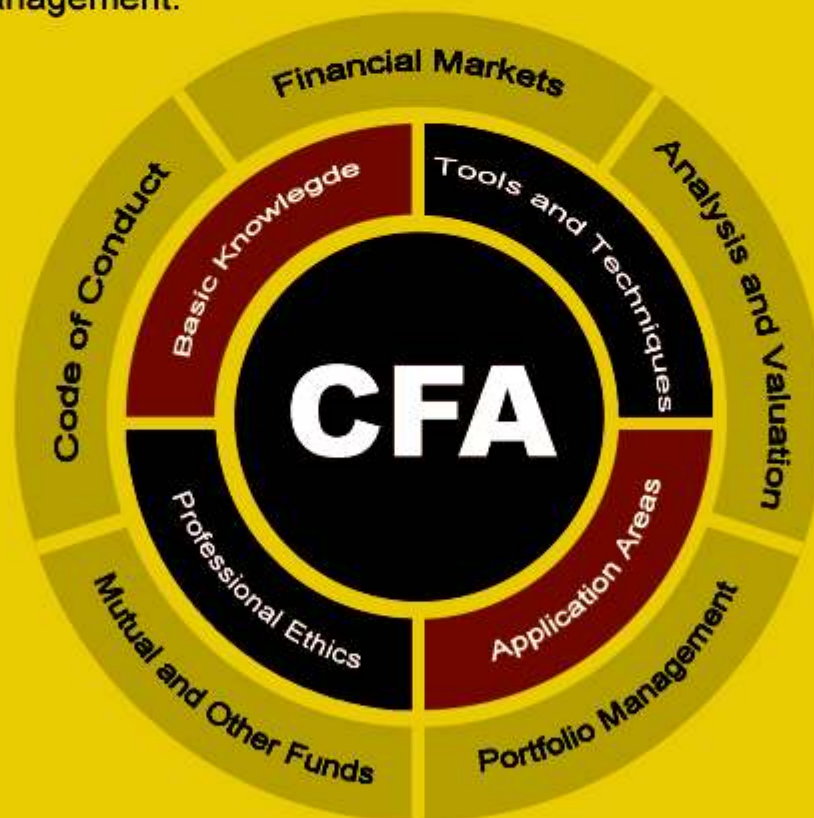 Financial Markets
Analysis and Valuation
Portfolio Management
Mutual and Other Funds
Code of Conduct
Basic Knowlegde
Tools and Techniques
Application Areas
Professional Ethics
CFA